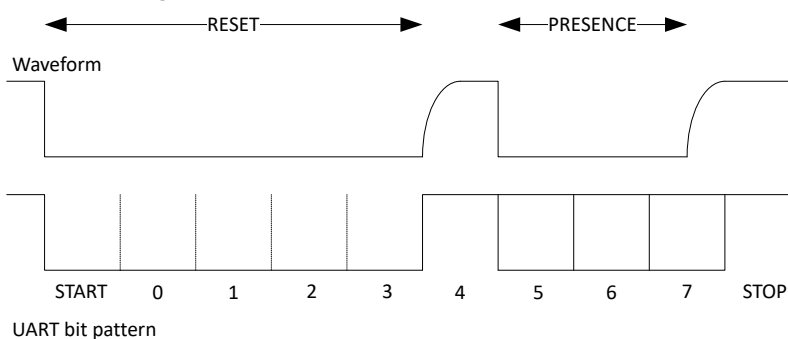 RESET PRESENCE
Waveform
START 0 1 2 3 4 5 6 7 STOP
UART bit pattern